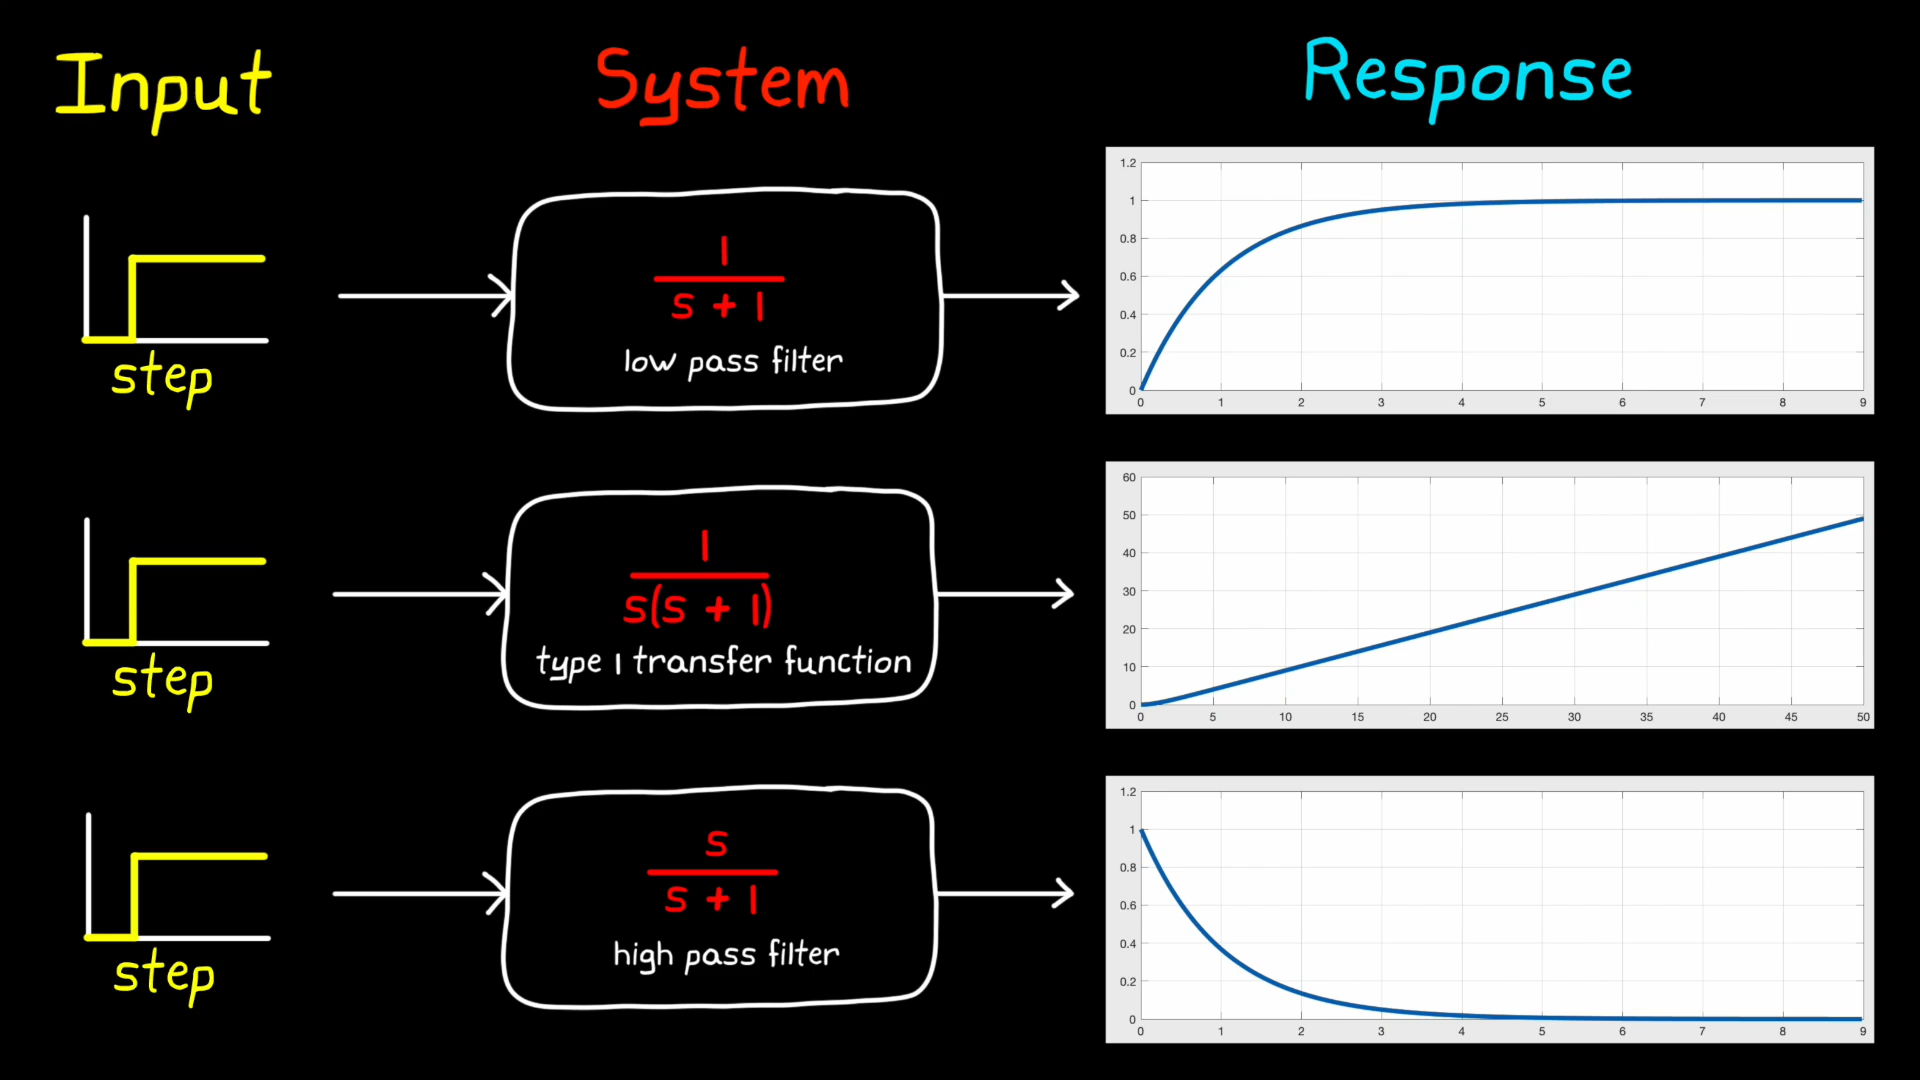 Input
System
Response
step
1
s + 1
low pass filter
1.2
1
0.8
0.6
0.4
0.2
0
0 1 2 3 4 5 6 7 8 9
step
1
s(s + 1)
type 1 transfer function
60
50
40
30
20
10
0
0 5 10 15 20 25 30 35 40 45 50
step
s
s + 1
high pass filter
1.2
1
0.8
0.6
0.4
0.2
0
0 1 2 3 4 5 6 7 8 9